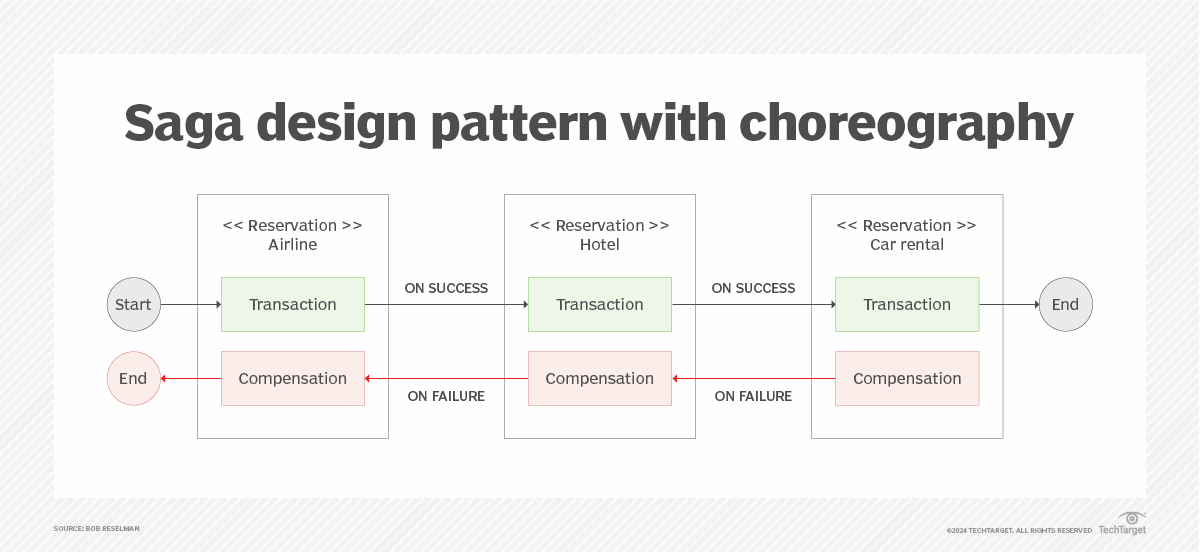 Saga design pattern with choreography
<< Reservation >>
Airline
<< Reservation >>
Hotel
<< Reservation >>
Car rental
Start
Transaction
ON SUCCESS
Transaction
ON SUCCESS
Transaction
End
End
Compensation
ON FAILURE
Compensation
ON FAILURE
Compensation
SOURCE: BOB RESELMAN
©2024 TECHTARGET. ALL RIGHTS RESERVED
TechTarget